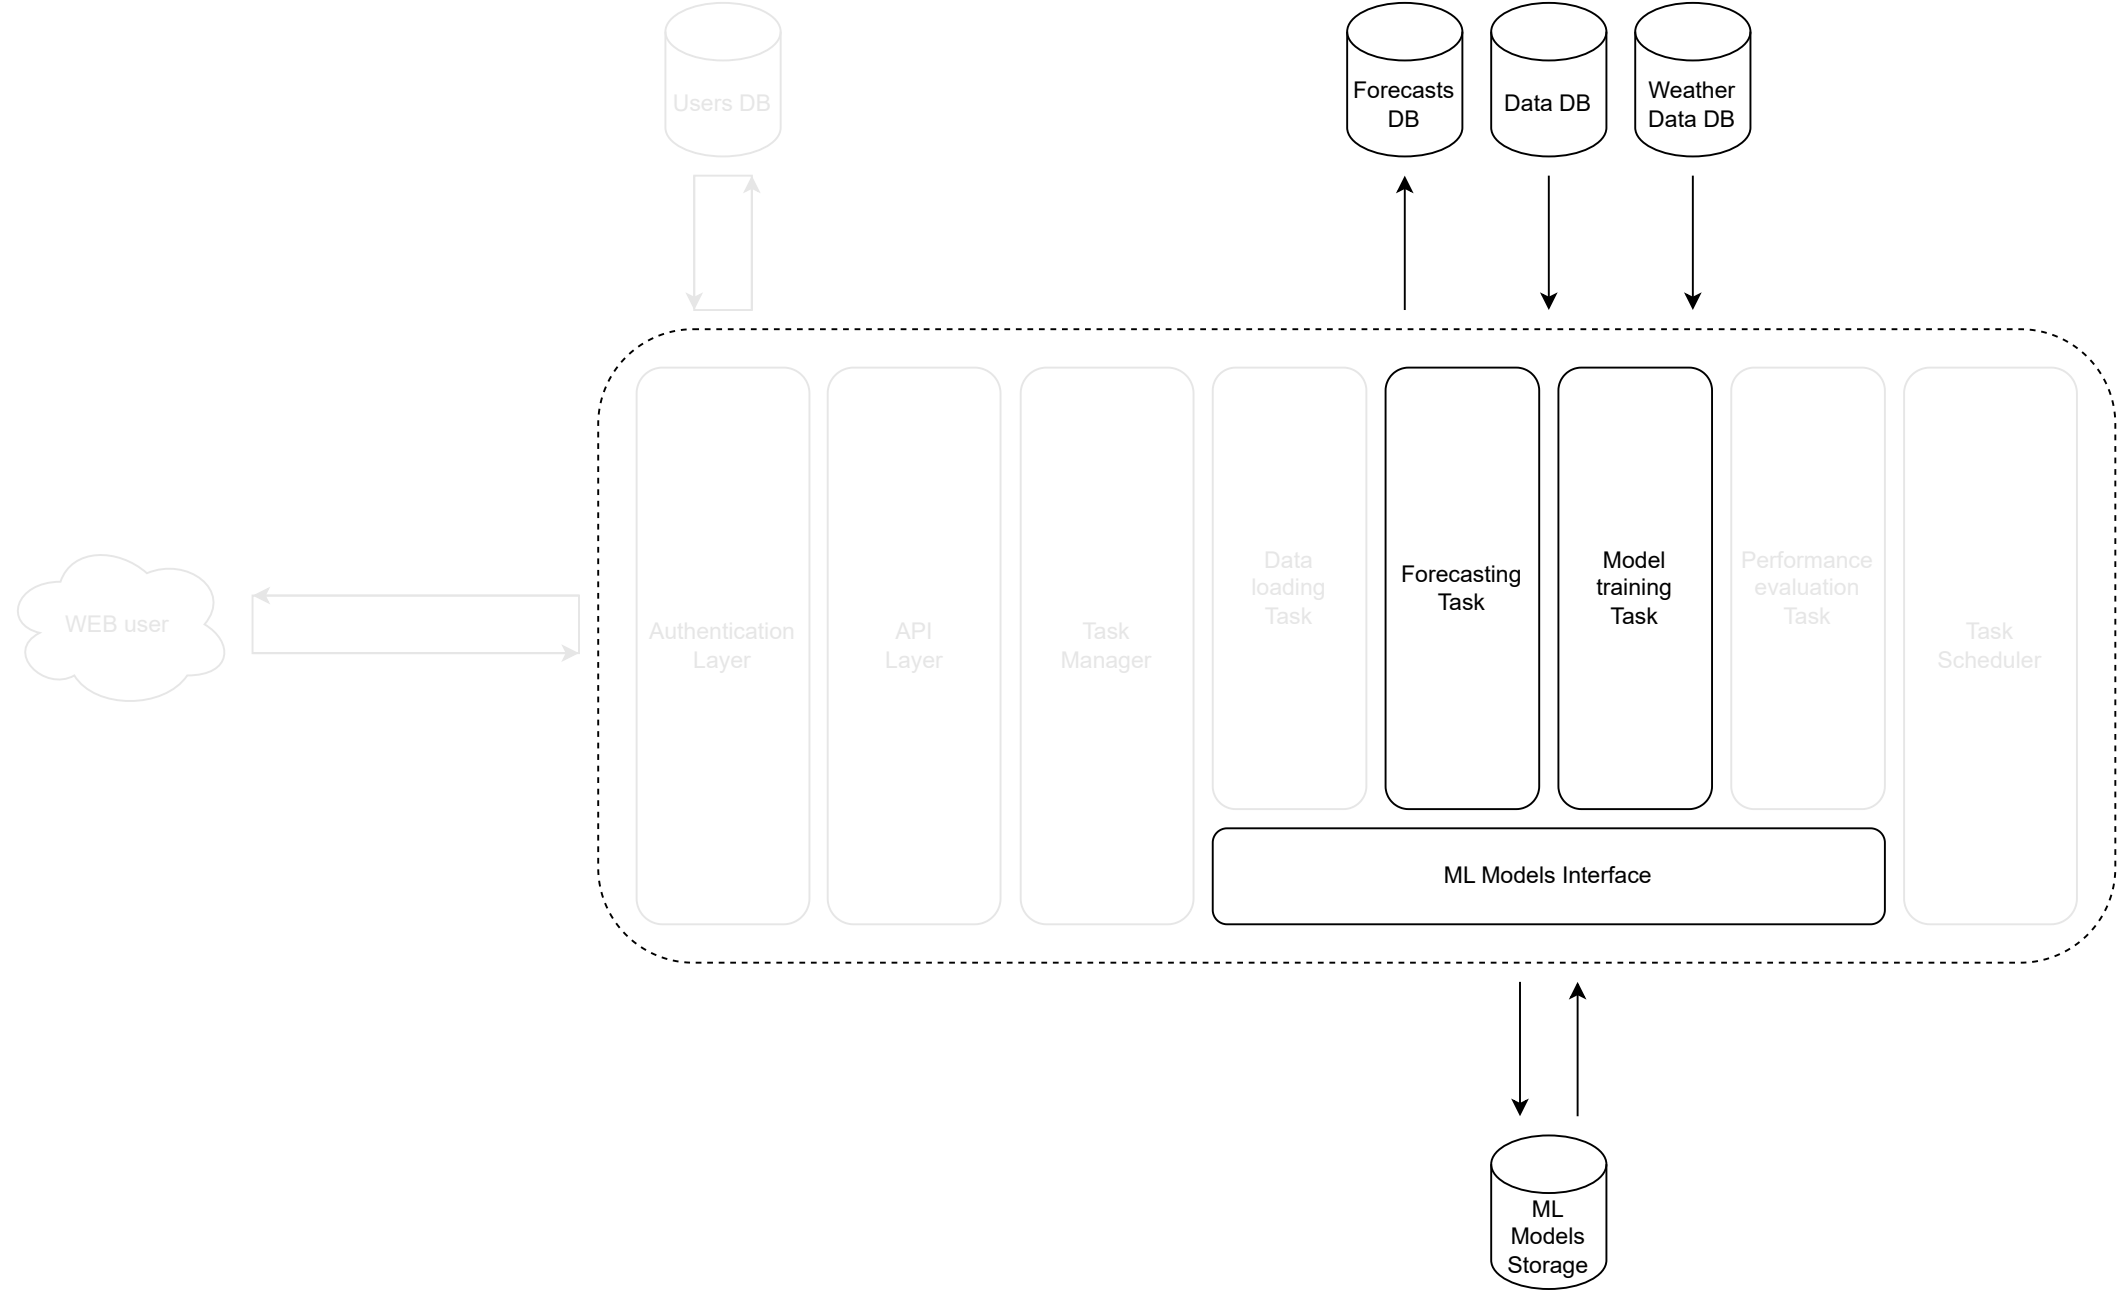 Users DB
Forecasts
DB
Data DB
Weather
Data DB
WEB user
Authentication
Layer
API
Layer
Task
Manager
Data
loading
Task
Forecasting
Task
Model
training
Task
Performance
evaluation
Task
Task
Scheduler
ML Models Interface
ML
Models
Storage